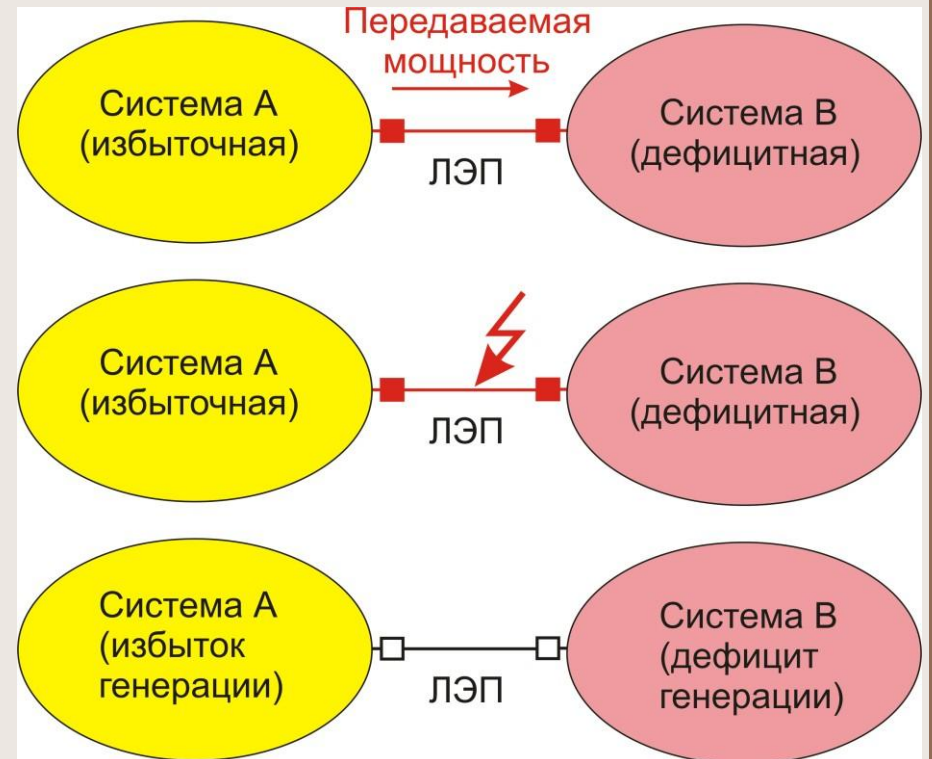 Передаваемая
мощность
Система А
(избыточная)
ЛЭП
Система В
(дефицитная)
Система А
(избыточная)
ЛЭП
Система В
(дефицитная)
Система А
(избыток
генерации)
ЛЭП
Система В
(дефицит
генерации)